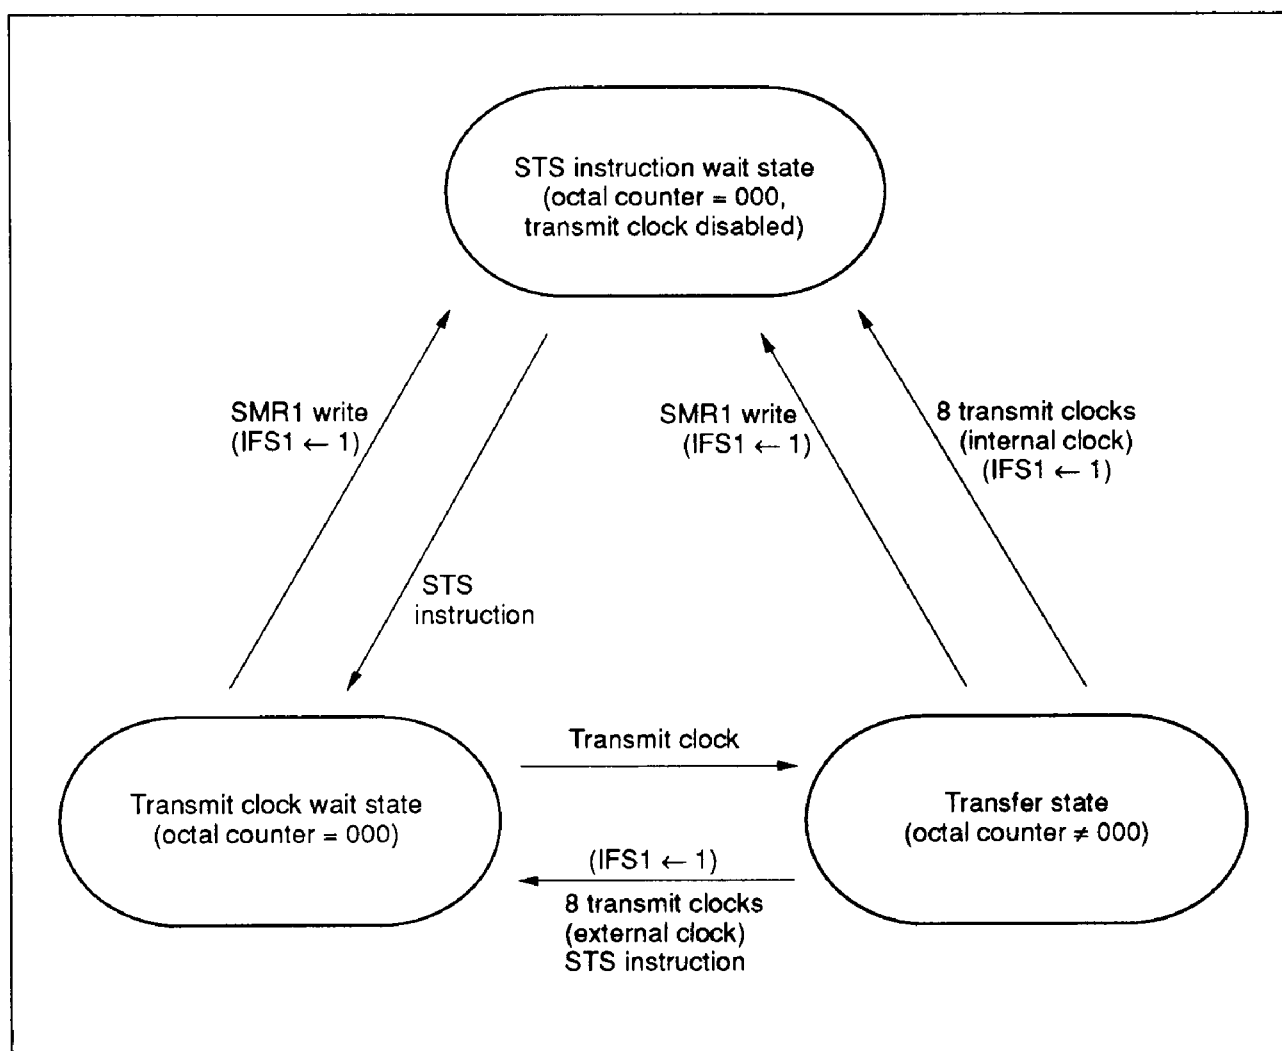 STS instruction wait state
(octal counter = 000,
transmit clock disabled)
SMR1 write
(IFS1 ← 1)
SMR1 write
(IFS1 ← 1)
8 transmit clocks
(internal clock)
(IFS1 ← 1)
STS
instruction
Transmit clock
Transmit clock wait state
(octal counter = 000)
Transfer state
(octal counter ≠ 000)
(IFS1 ← 1)
8 transmit clocks
(external clock)
STS instruction